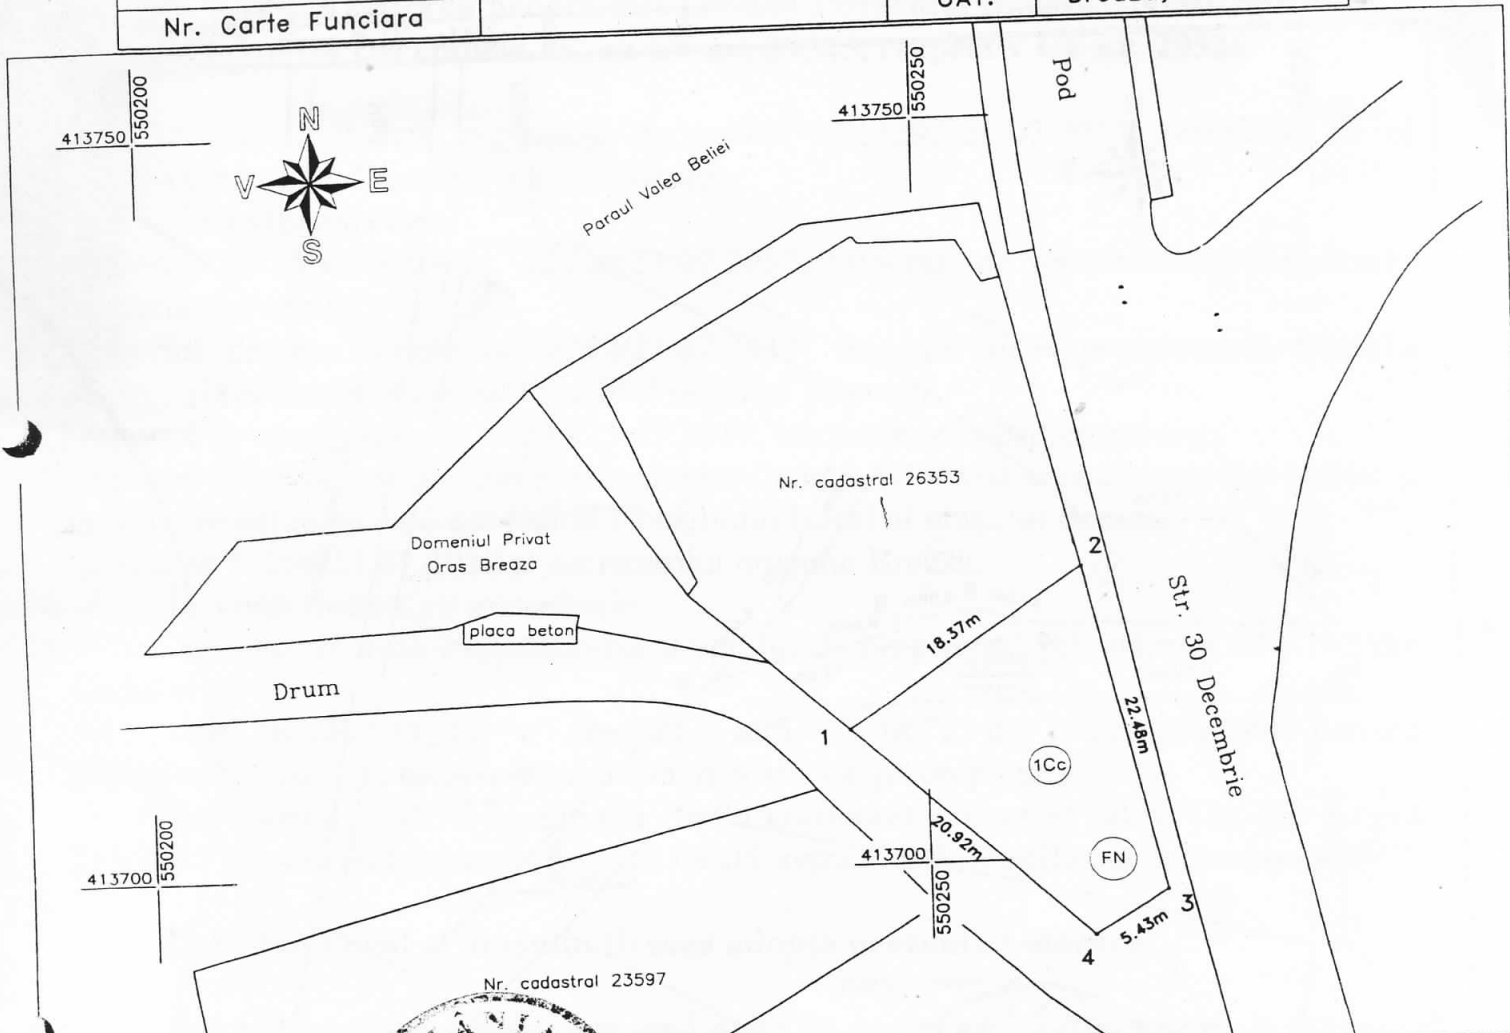 Nr. Carte Funciara
UAT:
550200
413750
N
V
E
S
550250
413750
Pod
Paraul Valea Beliei
Nr. cadastral 26353
Domeniul Privat
Oras Breaza
placa beton
Drum
2
18.37m
Str. 30 Decembrie
22.48m
1
1Cc
20.92m
FN
550200
413700
413700
550250
3
5.43m
4
Nr. cadastral 23597